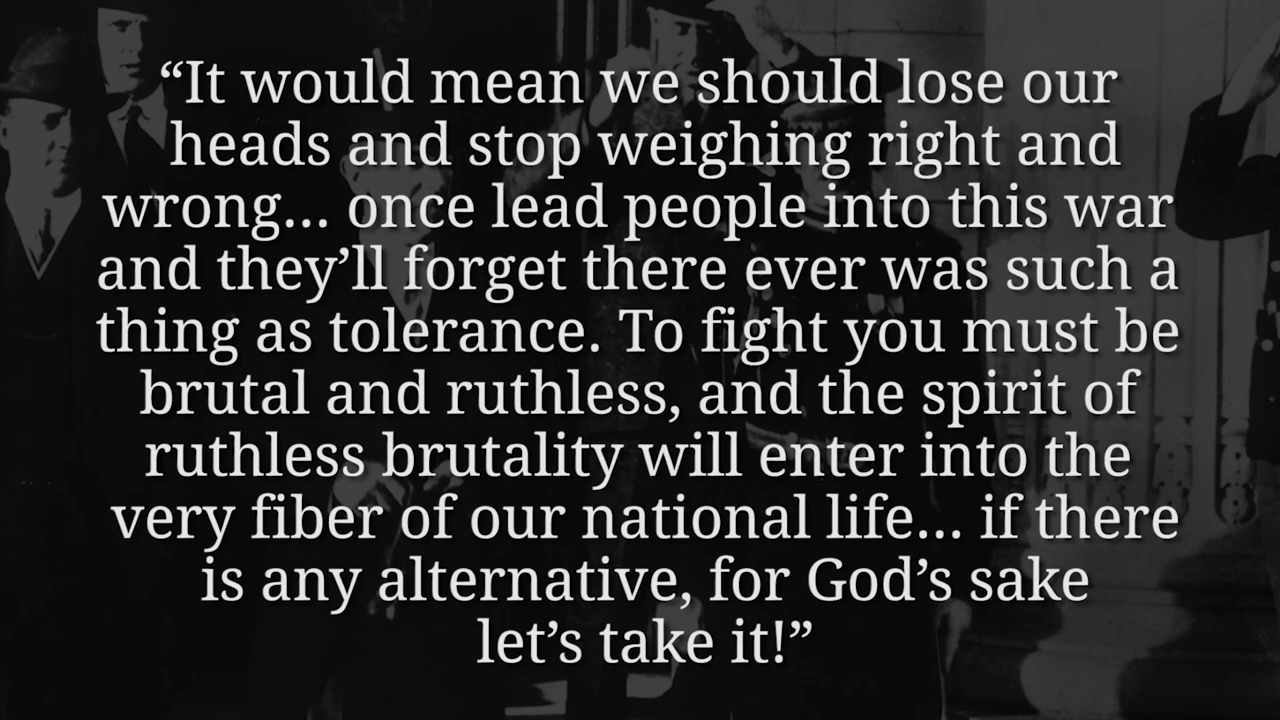 “It would mean we should lose our
heads and stop weighing right and
wrong... once lead people into this war
and they’ll forget there ever was such a
thing as tolerance. To fight you must be
brutal and ruthless, and the spirit of
ruthless brutality will enter into the
very fiber of our national life... if there
is any alternative, for God’s sake
let’s take it!”